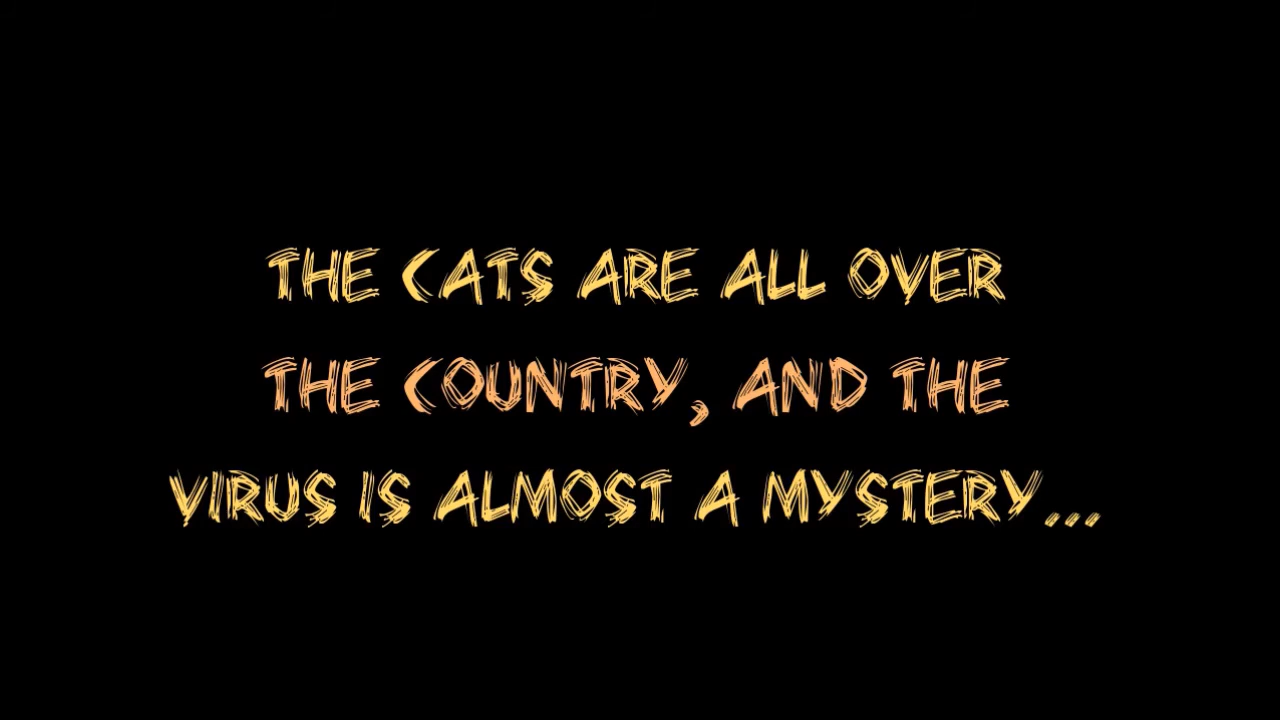 THE CATS ARE ALL OVER
THE COUNTRY, AND THE
VIRUS IS ALMOST A MYSTERY...